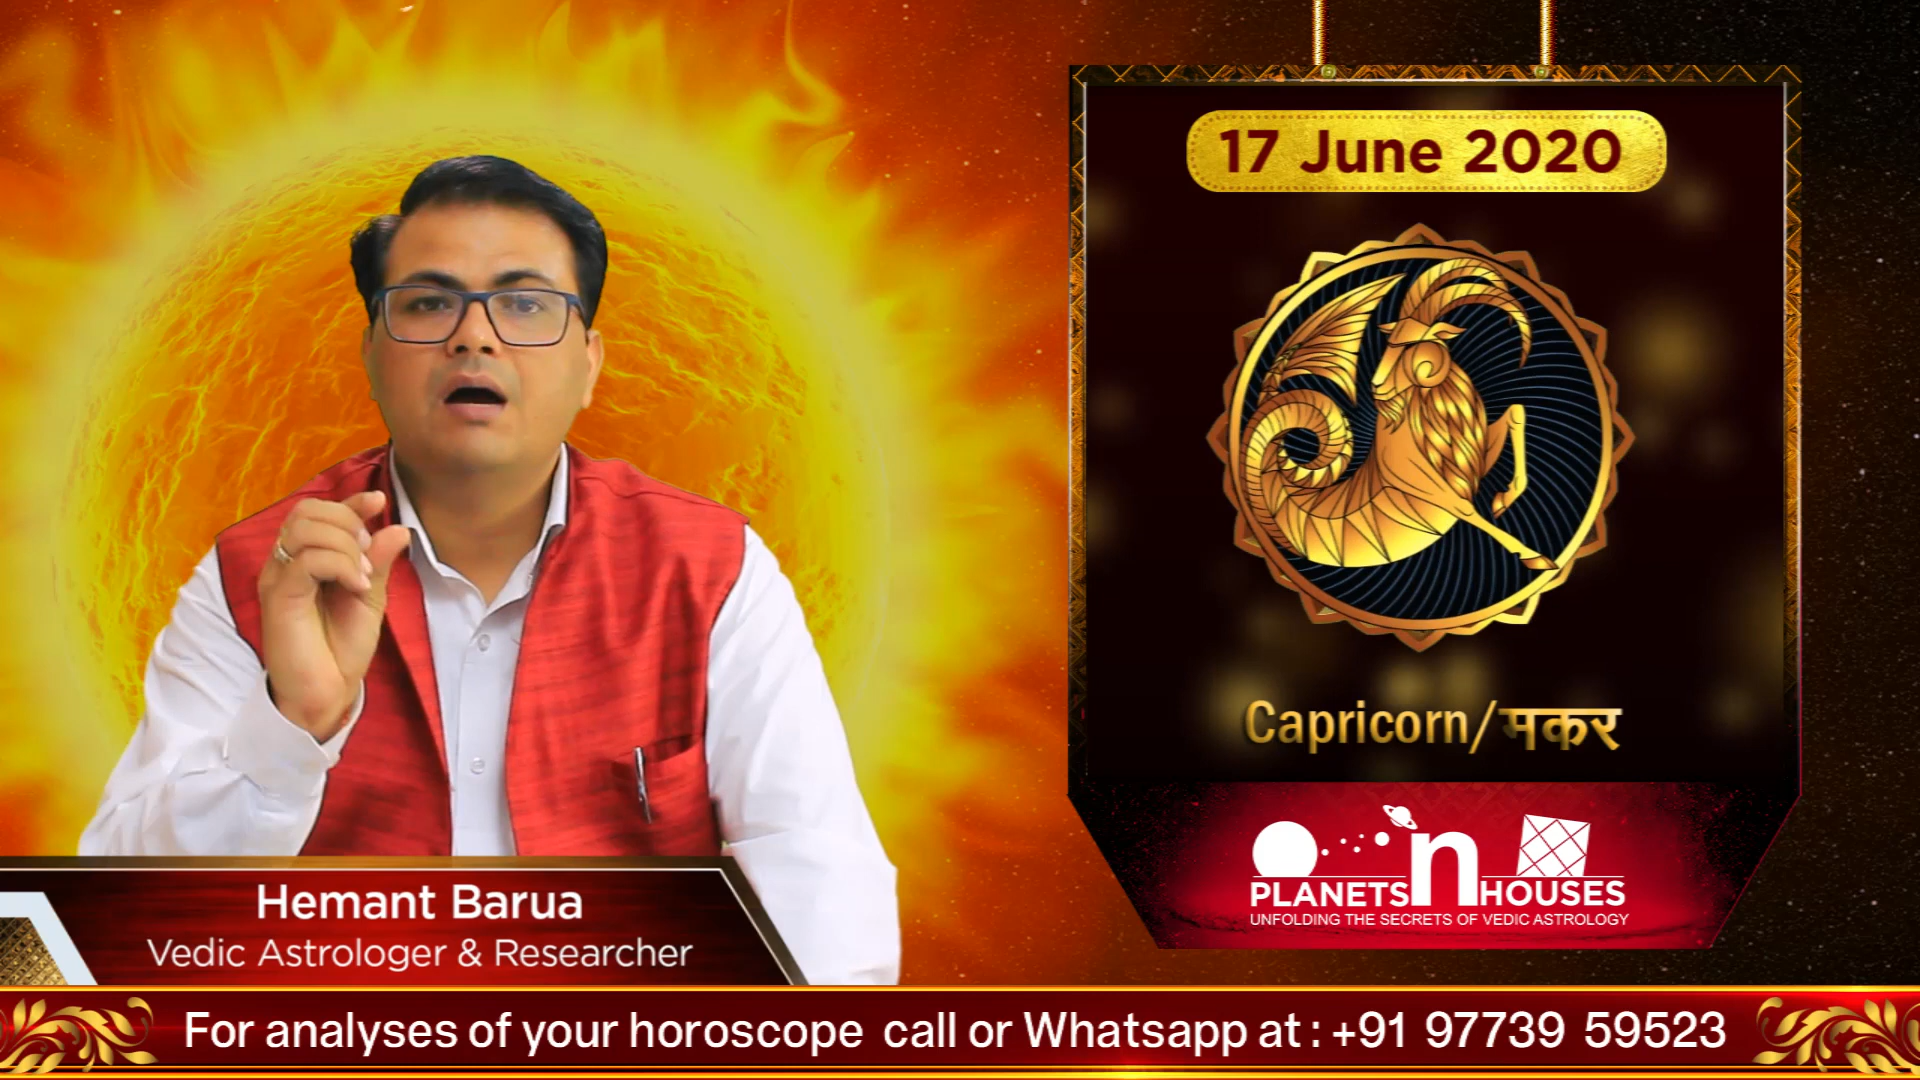 17 June 2020
Capricorn/मकर
PLANETS n HOUSES
UNFOLDING THE SECRETS OF VEDIC ASTROLOGY
Hemant Barua
Vedic Astrologer & Researcher
For analyses of your horoscope call or Whatsapp at : +91 97739 59523